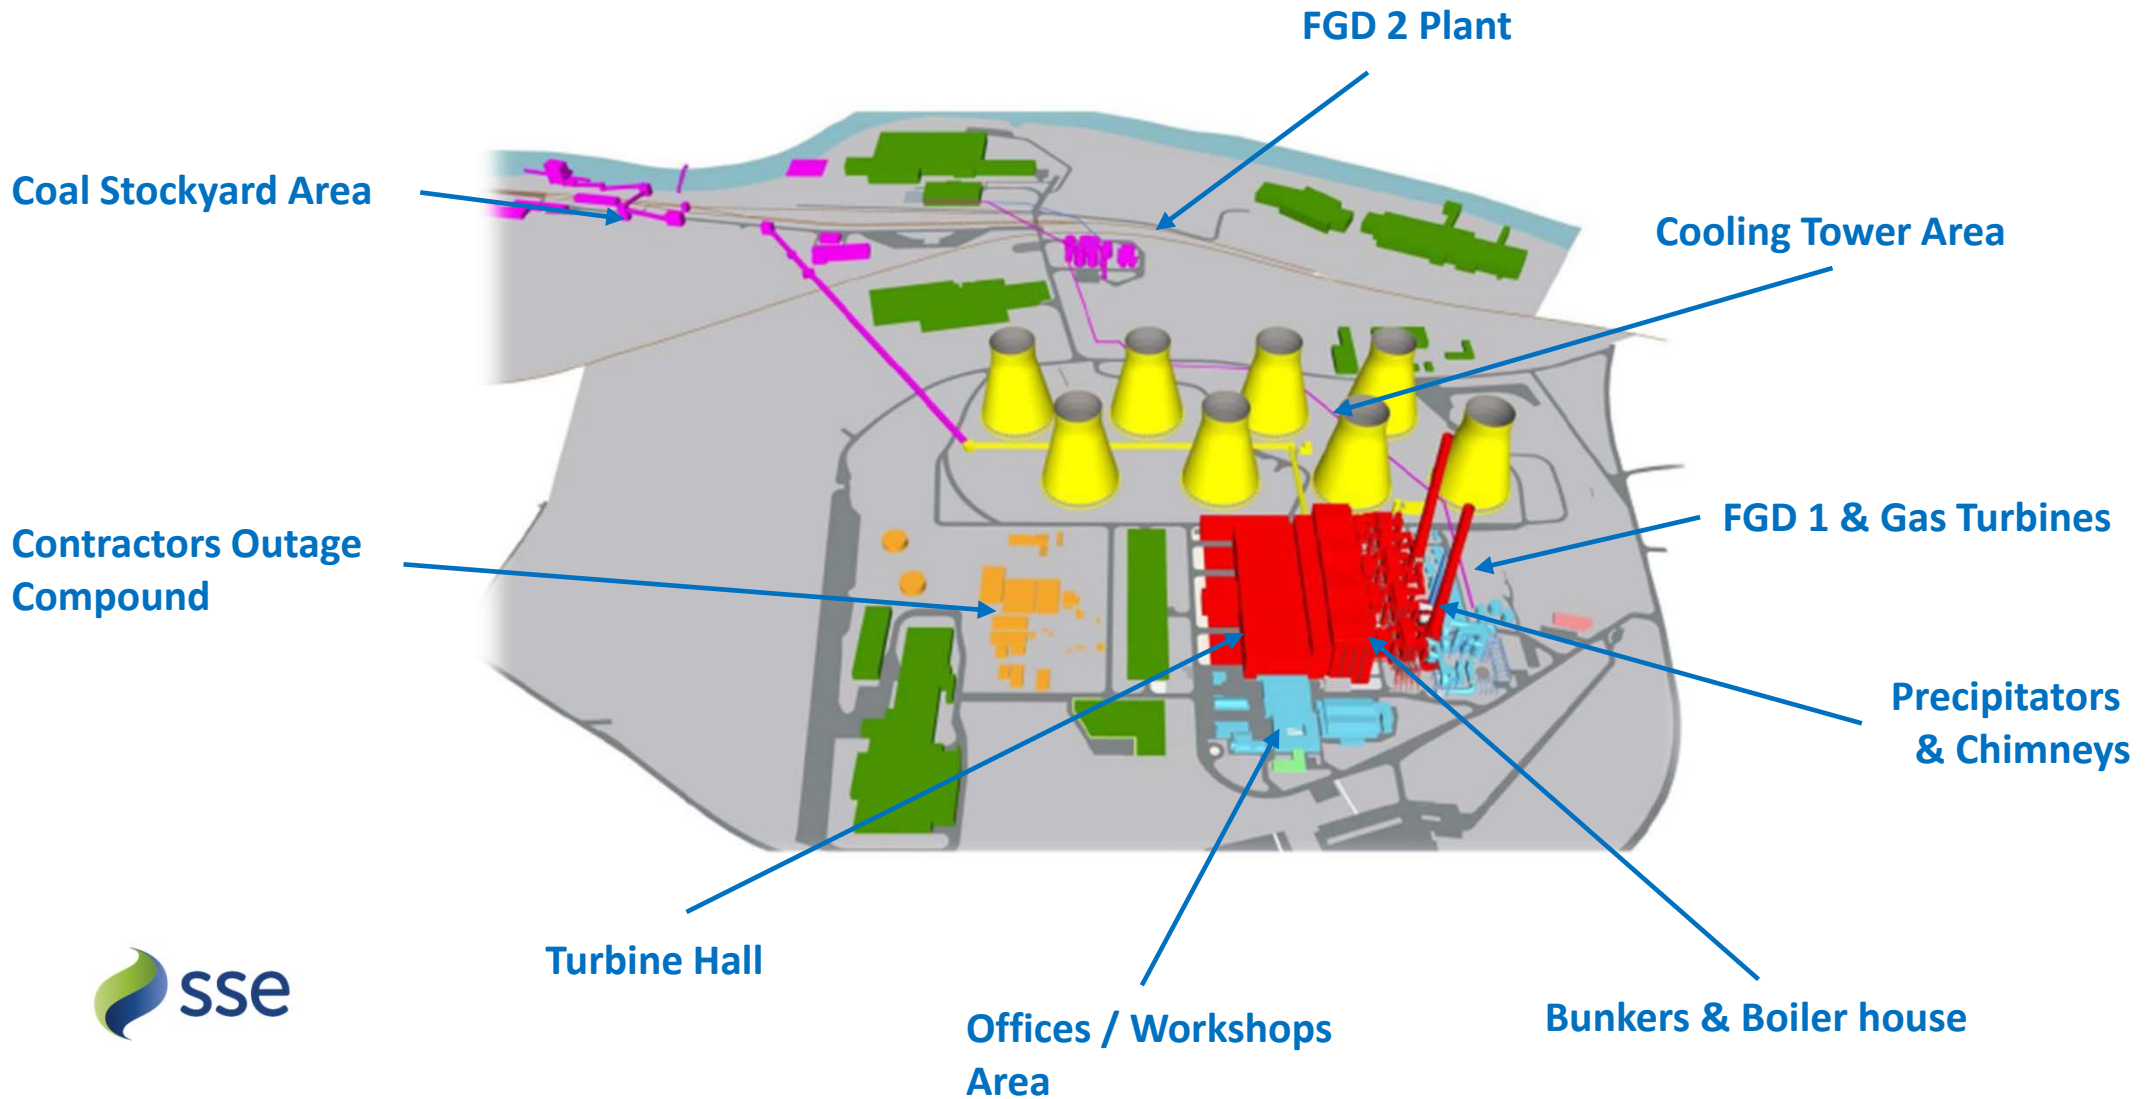 FGD 2 Plant
Coal Stockyard Area
Cooling Tower Area
FGD 1 & Gas Turbines
Contractors Outage
Compound
Precipitators
& Chimneys
Turbine Hall
sse
Offices / Workshops
Area
Bunkers & Boiler house